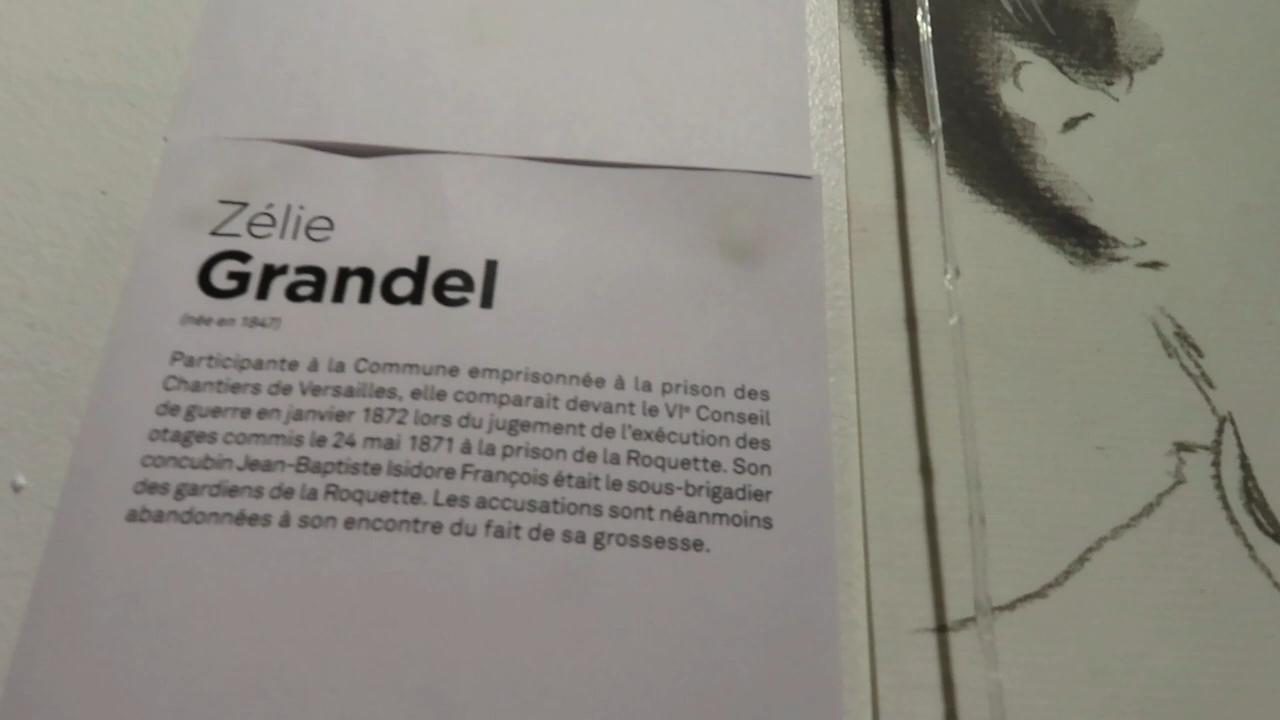 Zélie
Grandel
(née en 1847)
Participante à la Commune emprisonnée à la prison des
Chantiers de Versailles, elle comparait devant le VIᵉ Conseil
de guerre en janvier 1872 lors du jugement de l'exécution des
otages commis le 24 mai 1871 à la prison de la Roquette. Son
concubin Jean-Baptiste Isidore François était le sous-brigadier
des gardiens de la Roquette. Les accusations sont néanmoins
abandonnées à son encontre du fait de sa grossesse.